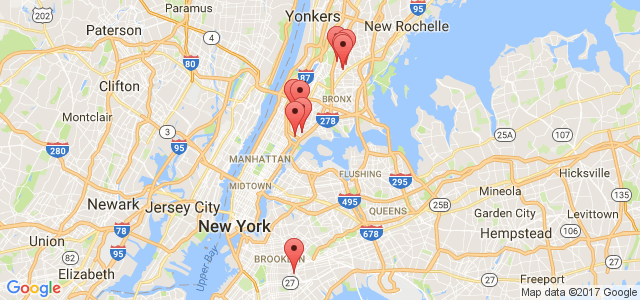 202
Paterson
Paramus
Yonkers
New Rochelle
95
4
80
87
Clifton
BRONX
Montclair
278
3
25A
107
280
95
MANHATTAN
FLUSHING
Hicksville
MIDTOWN
295
Mineola
Newark
495
25B
Jersey City
QUEENS
Garden City
Levittown
78
New York
678
Hempstead
106
Union
82
95
Upper Bay
BROOKLYN
Elizabeth
27
27
Freeport
Google
Map data ©2017 Google